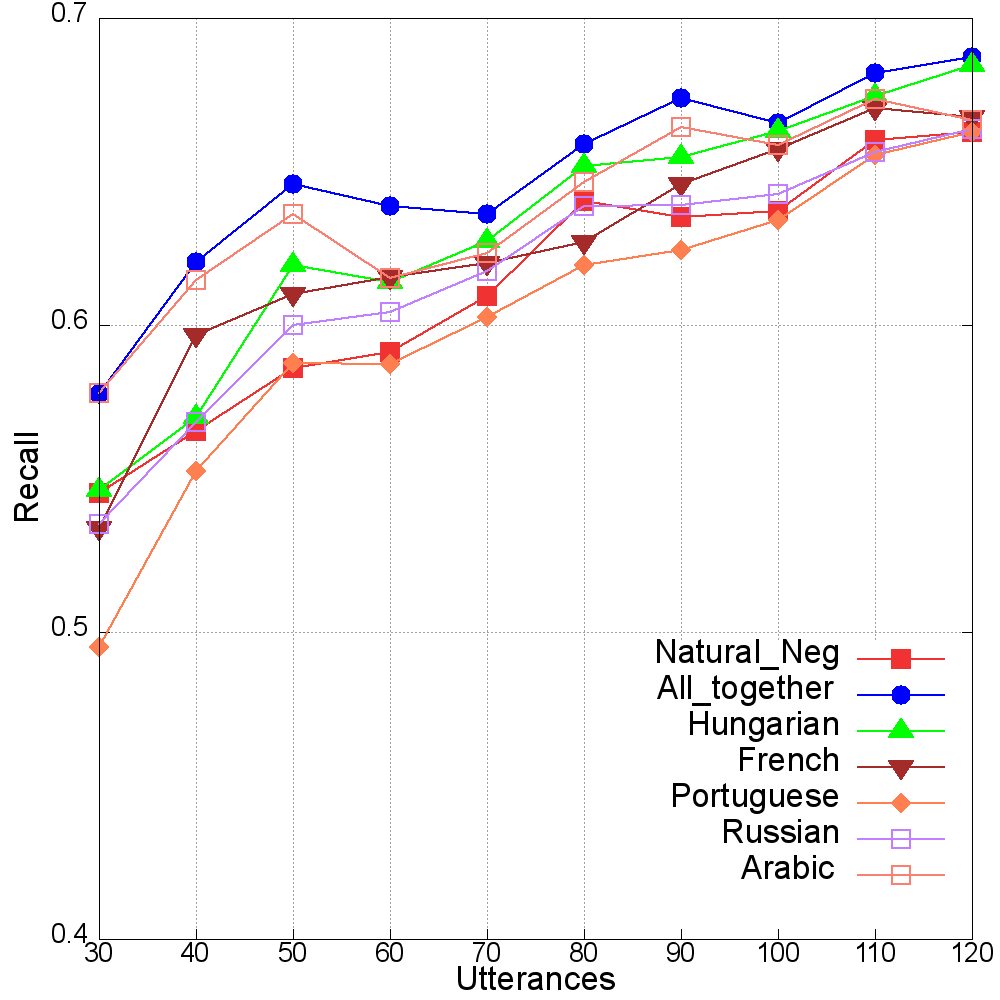 0.7
0.6
0.5
0.4
Recall
Natural_Neg
All_together
Hungarian
French
Portuguese
Russian
Arabic
30 40 50 60 70 80 90 100 110 120
Utterances